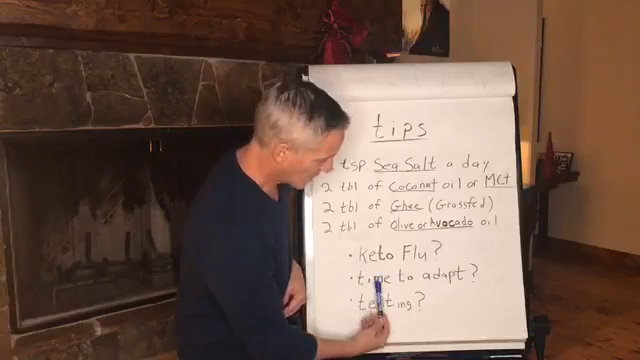 tips
tsp Sea Salt a day
2 tbl of Coconut oil or MCt
2 tbl of Ghee (Grassfed)
2 tbl of Olive or Avocado oil
• Keto Flu?
• to adapt?